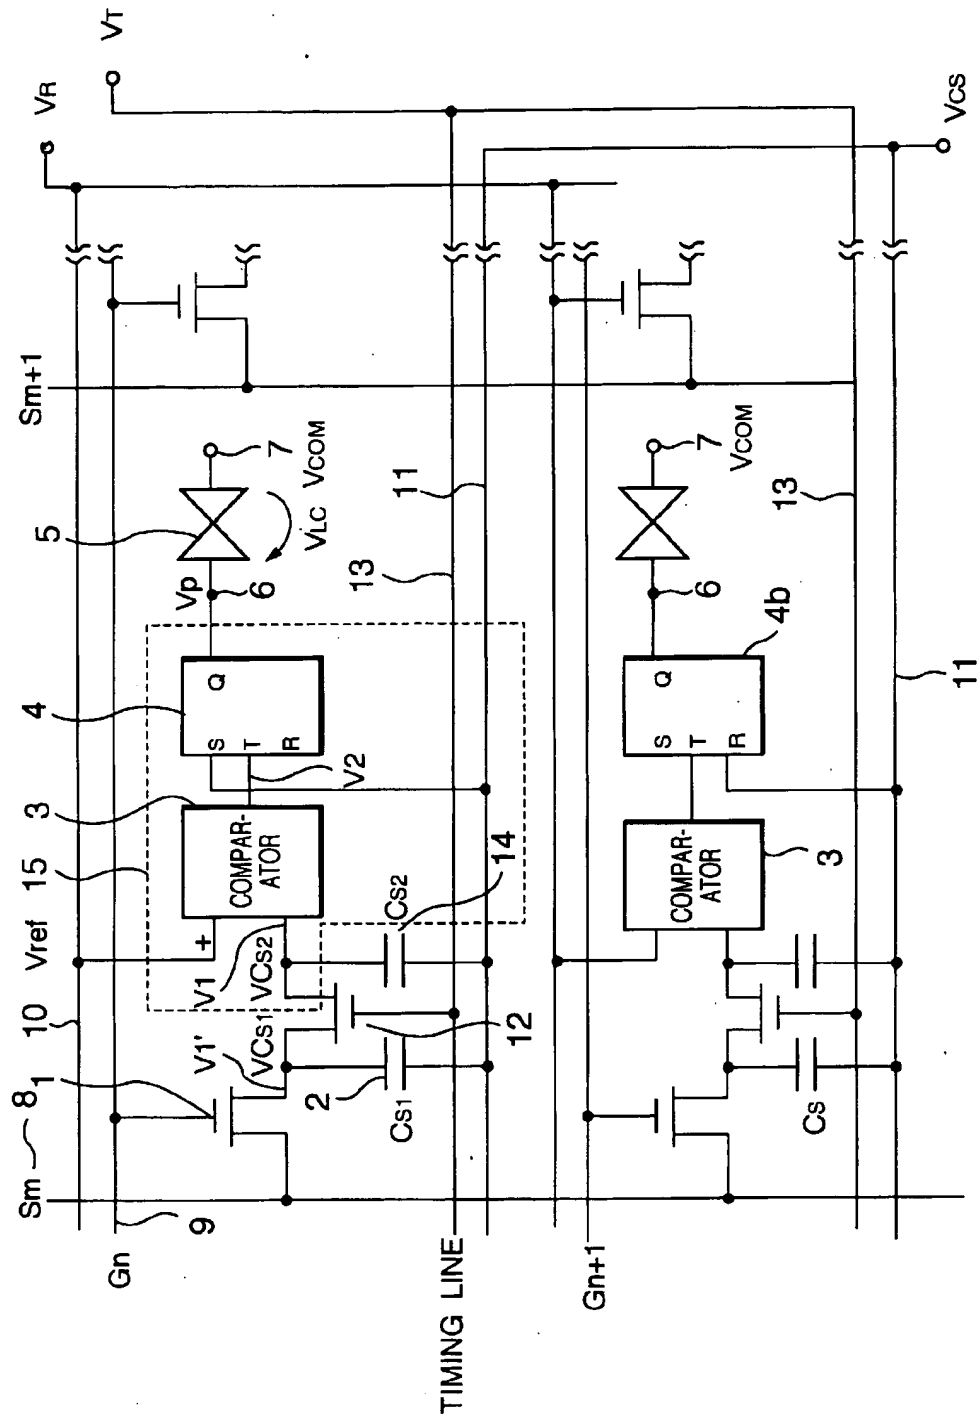 VT
VR
Sm+1
Sm
8
1
10
Vref
15
3
4
5
Gn
9
+
V1'
VCS1
V1
VCS2
COMPAR-
ATOR
S
T
R
Q
V2
Vp
6
VLC
7
VCOM
2
CS1
12
CS2
14
13
11
TIMING LINE
VCS
Gn+1
CS
COMPAR-
ATOR
3
S
T
R
Q
4b
6
7
VCOM
13
11